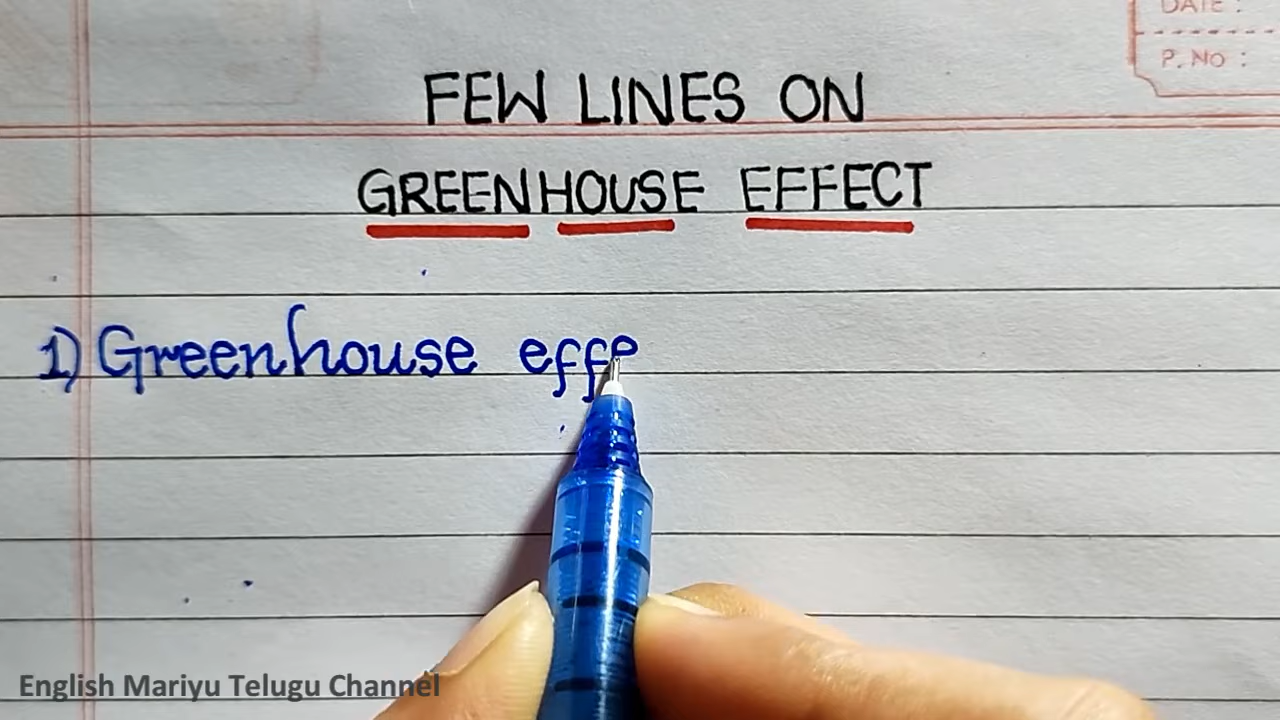 DATE :
P. NO :
FEW LINES ON
GREENHOUSE EFFECT
1) Greenhouse effe
English Mariyu Telugu Channel